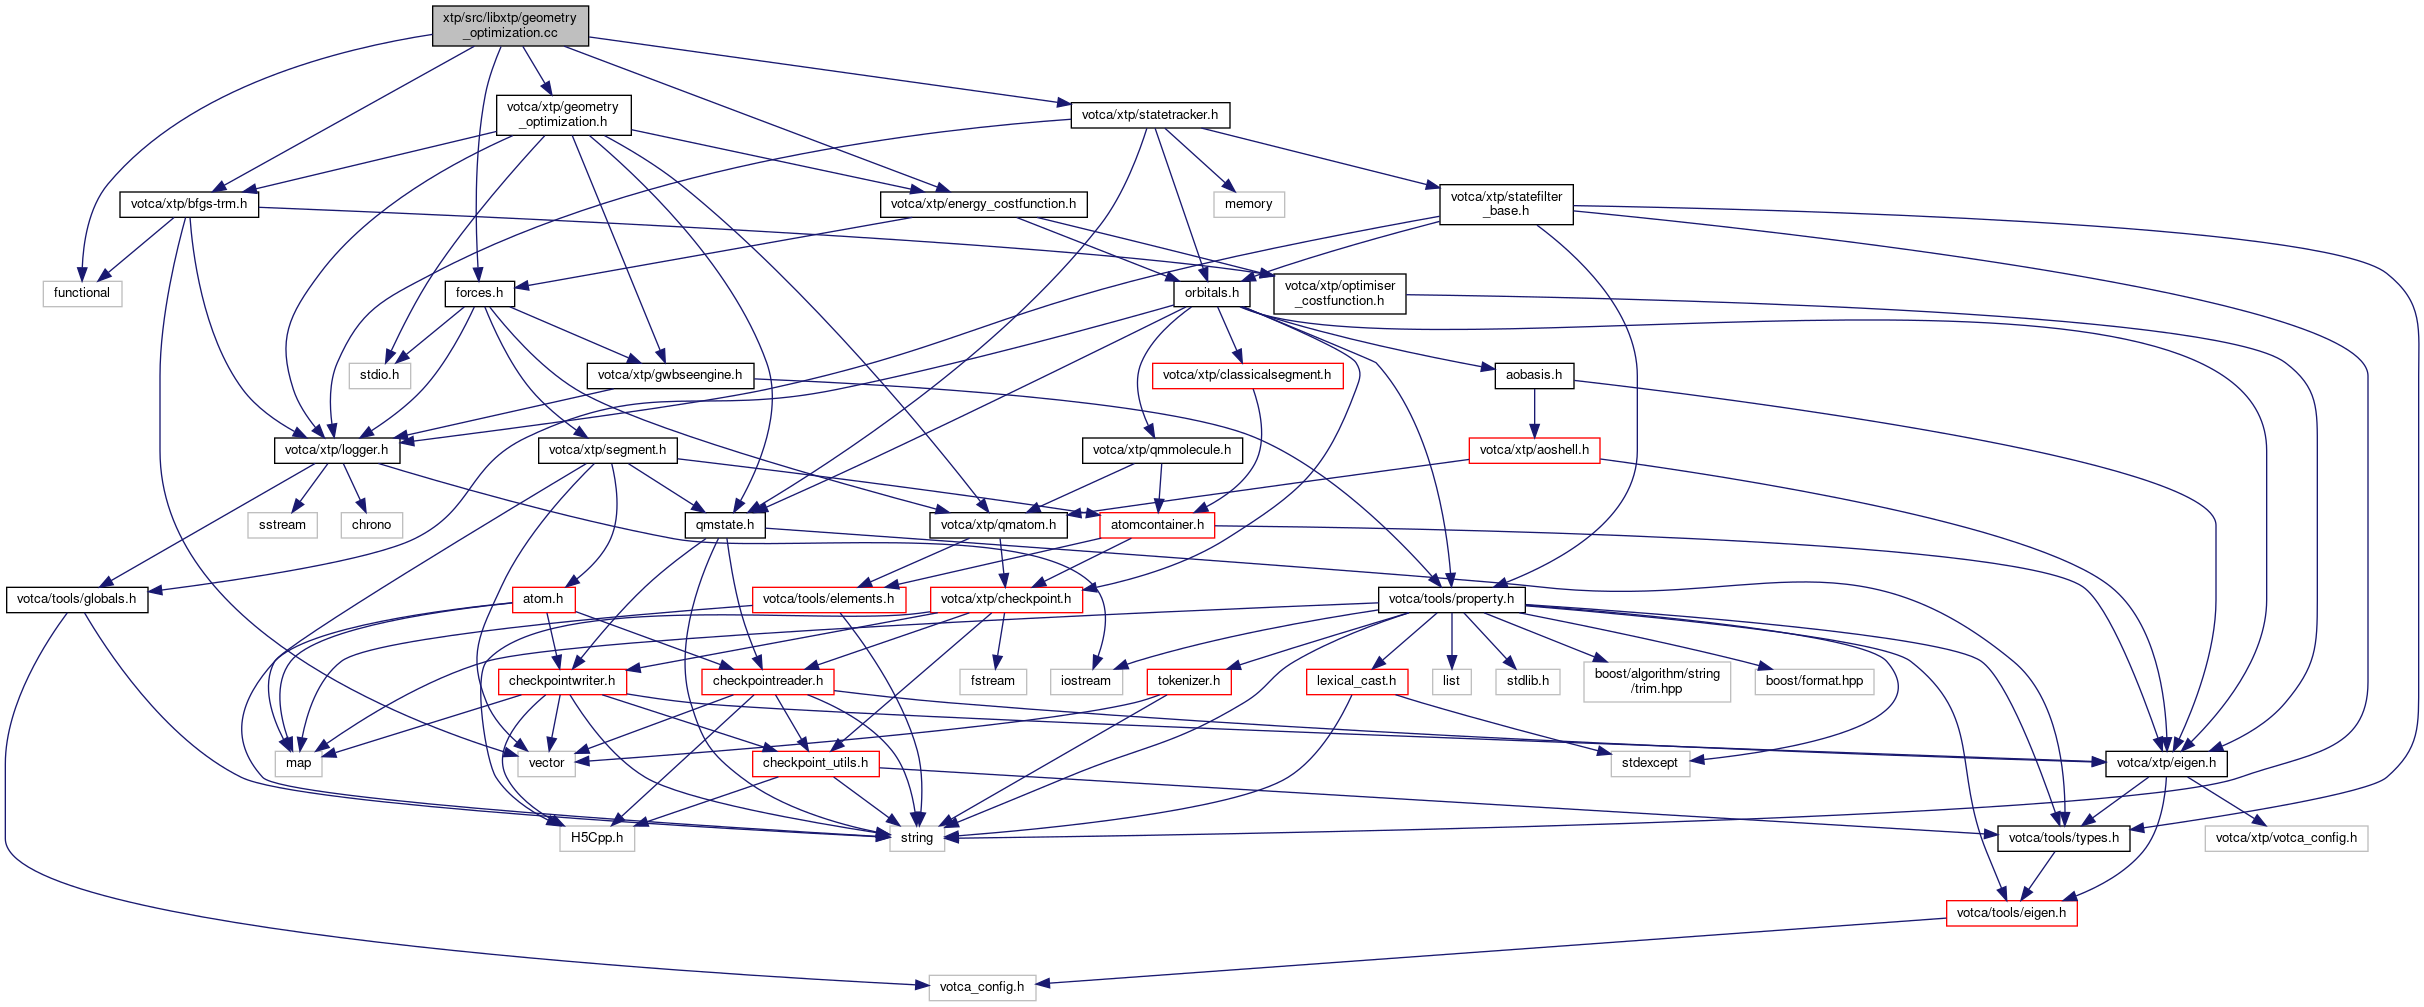 xtp/src/libxtp/geometry
_optimization.cc
votca/xtp/geometry
_optimization.h
votca/xtp/statetracker.h
votca/xtp/bfgs-trm.h
votca/xtp/energy_costfunction.h
memory
votca/xtp/statefilter
_base.h
functional
forces.h
orbitals.h
votca/xtp/optimiser
_costfunction.h
stdio.h
votca/xtp/gwbseengine.h
votca/xtp/classicalsegment.h
aobasis.h
votca/xtp/logger.h
votca/xtp/segment.h
votca/xtp/qmmolecule.h
votca/xtp/aoshell.h
sstream
chrono
qmstate.h
votca/xtp/qmatom.h
atomcontainer.h
votca/tools/globals.h
atom.h
votca/tools/elements.h
votca/xtp/checkpoint.h
votca/tools/property.h
checkpointwriter.h
checkpointreader.h
fstream
iostream
tokenizer.h
lexical_cast.h
list
stdlib.h
boost/algorithm/string
/trim.hpp
boost/format.hpp
map
vector
checkpoint_utils.h
stdexcept
votca/xtp/eigen.h
H5Cpp.h
string
votca/tools/types.h
votca/xtp/votca_config.h
votca/tools/eigen.h
votca_config.h